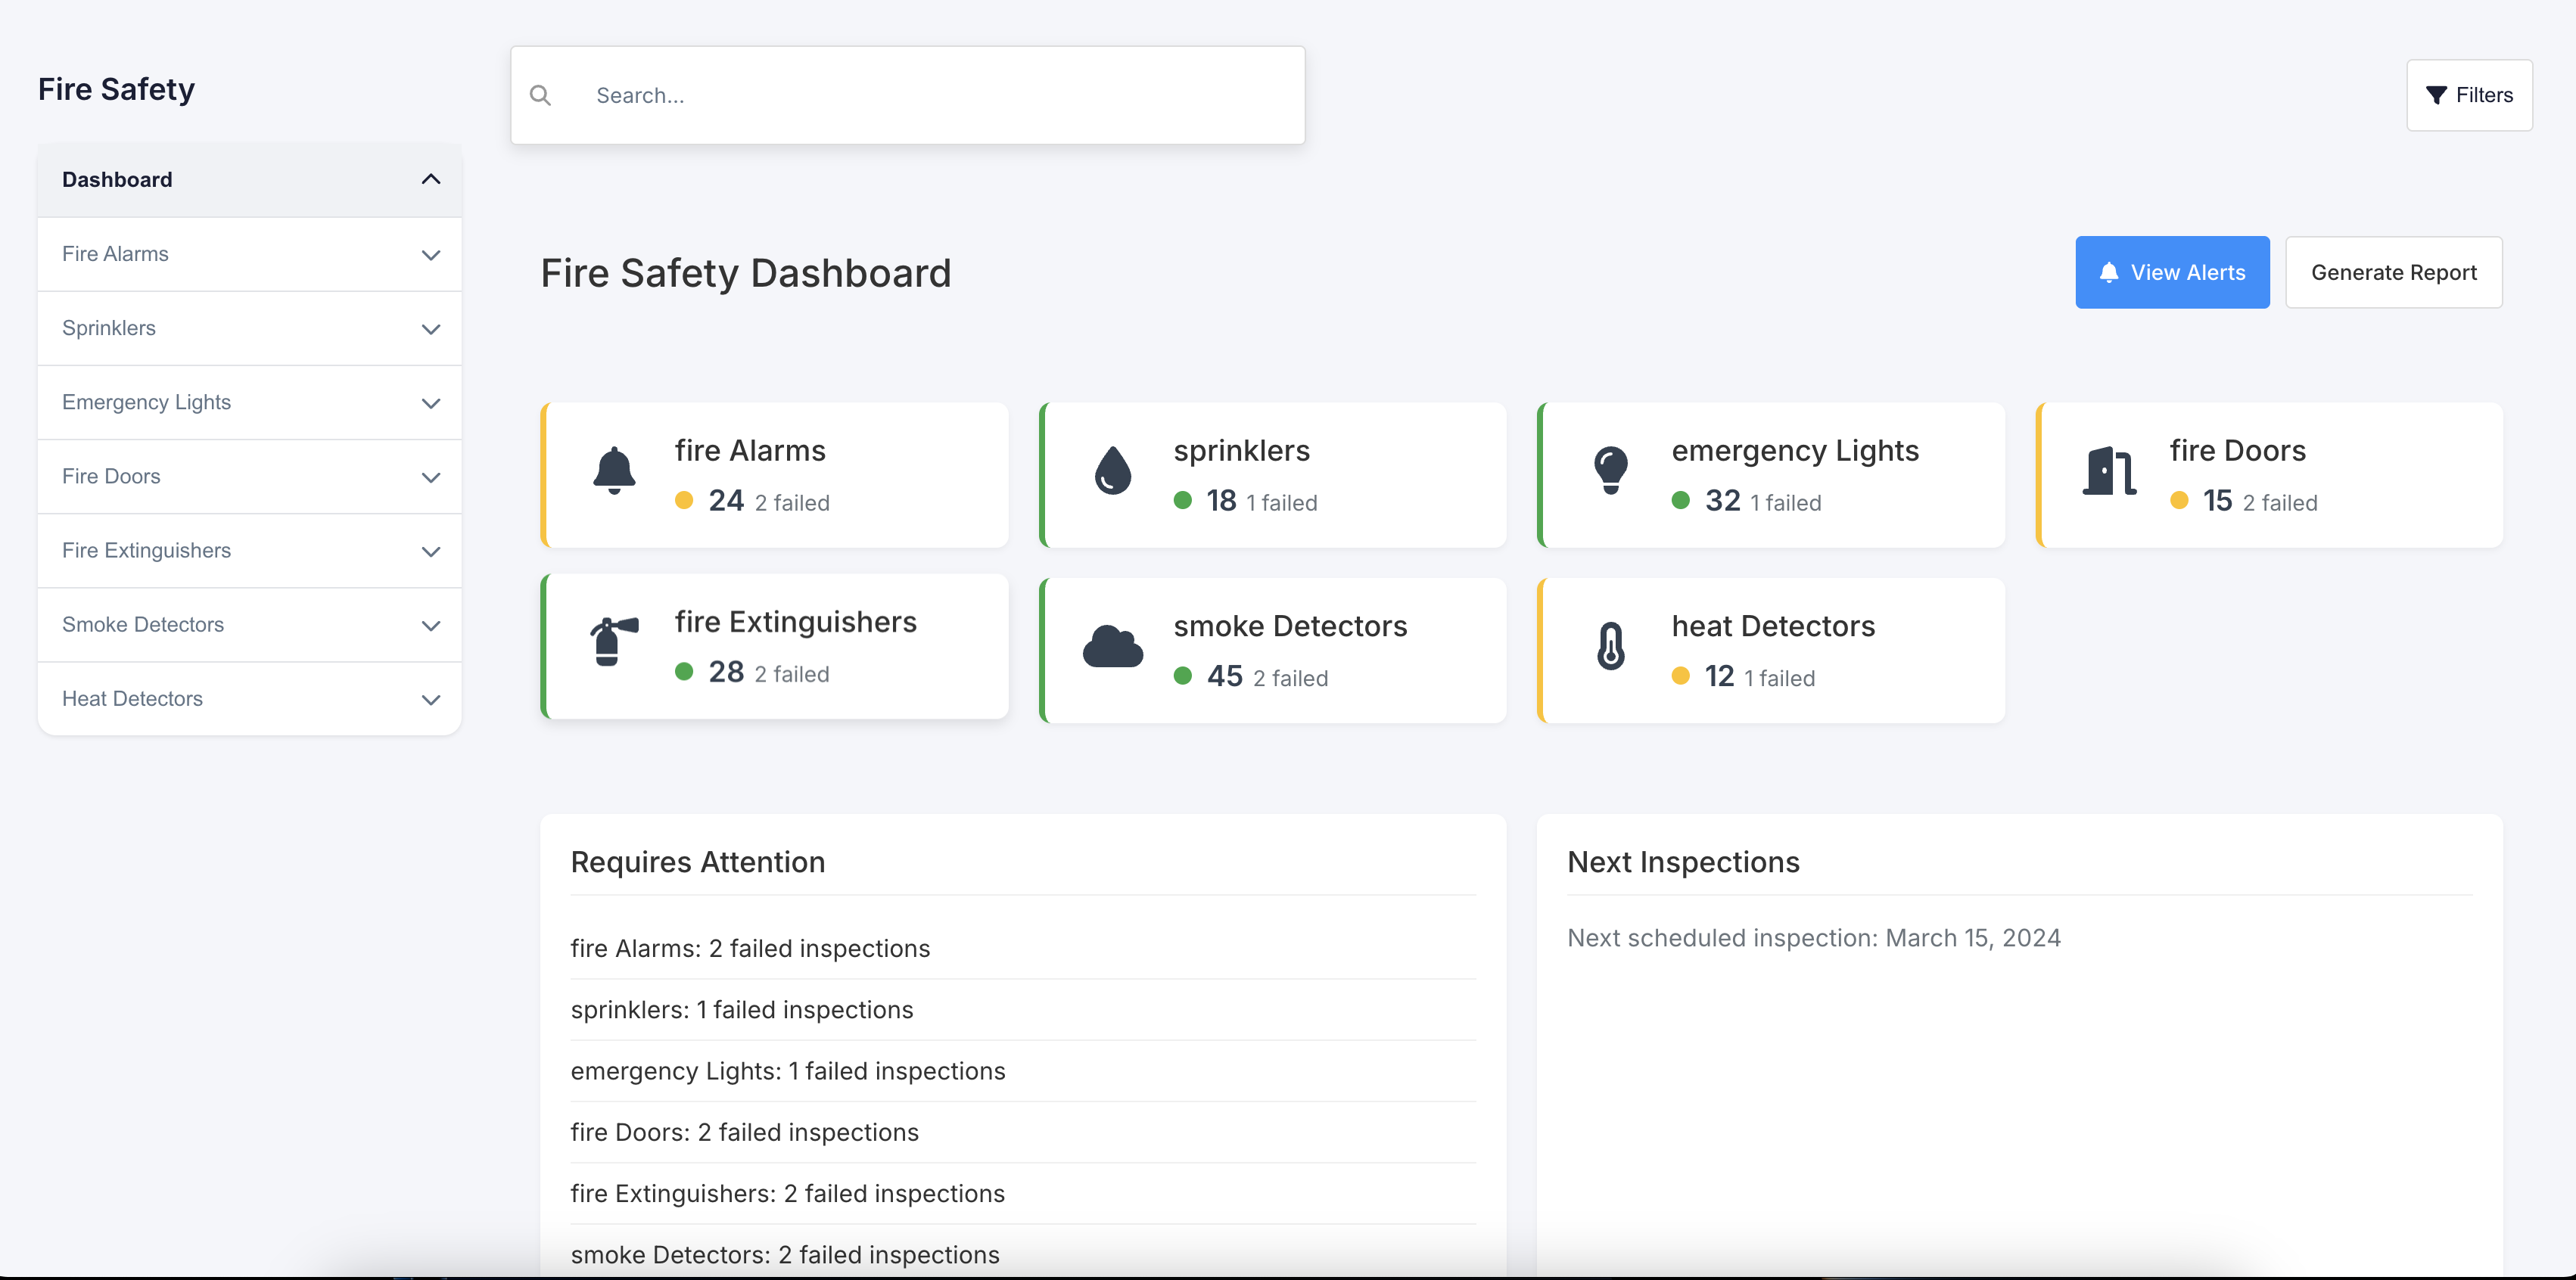 Fire Safety
Search...
Filters
Dashboard
Fire Alarms
Sprinklers
Emergency Lights
Fire Doors
Fire Extinguishers
Smoke Detectors
Heat Detectors
Fire Safety Dashboard
View Alerts
Generate Report
fire Alarms
24 2 failed
sprinklers
18 1 failed
emergency Lights
32 1 failed
fire Doors
15 2 failed
fire Extinguishers
28 2 failed
smoke Detectors
45 2 failed
heat Detectors
12 1 failed
Requires Attention
fire Alarms: 2 failed inspections
sprinklers: 1 failed inspections
emergency Lights: 1 failed inspections
fire Doors: 2 failed inspections
fire Extinguishers: 2 failed inspections
smoke Detectors: 2 failed inspections
Next Inspections
Next scheduled inspection: March 15, 2024